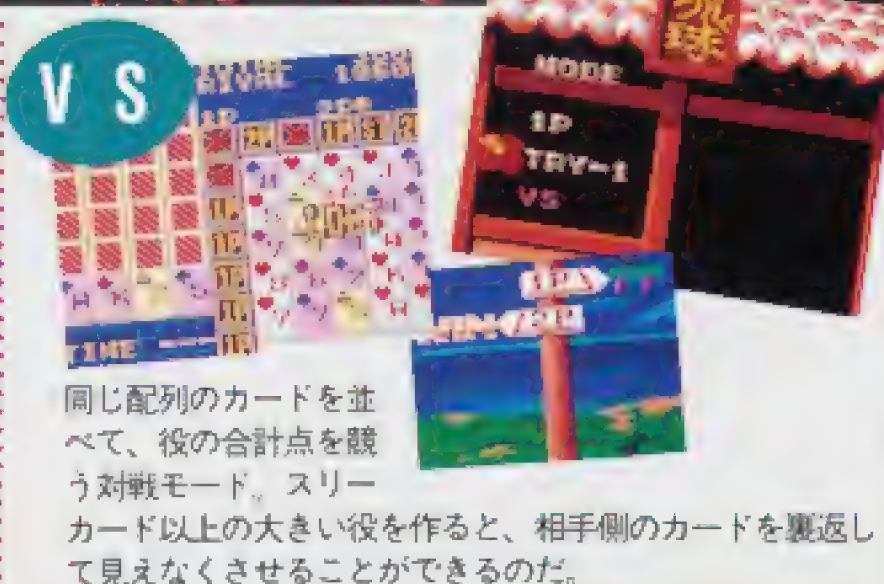 VS
琉球
MODE
1P
TRY-1
VS
TIME
同じ配列のカードを並
べて、役の合計点を競
う対戦モード。スリー
カード以上の大きい役を作ると、相手側のカードを裏返し
て見えなくさせることができるのだ。